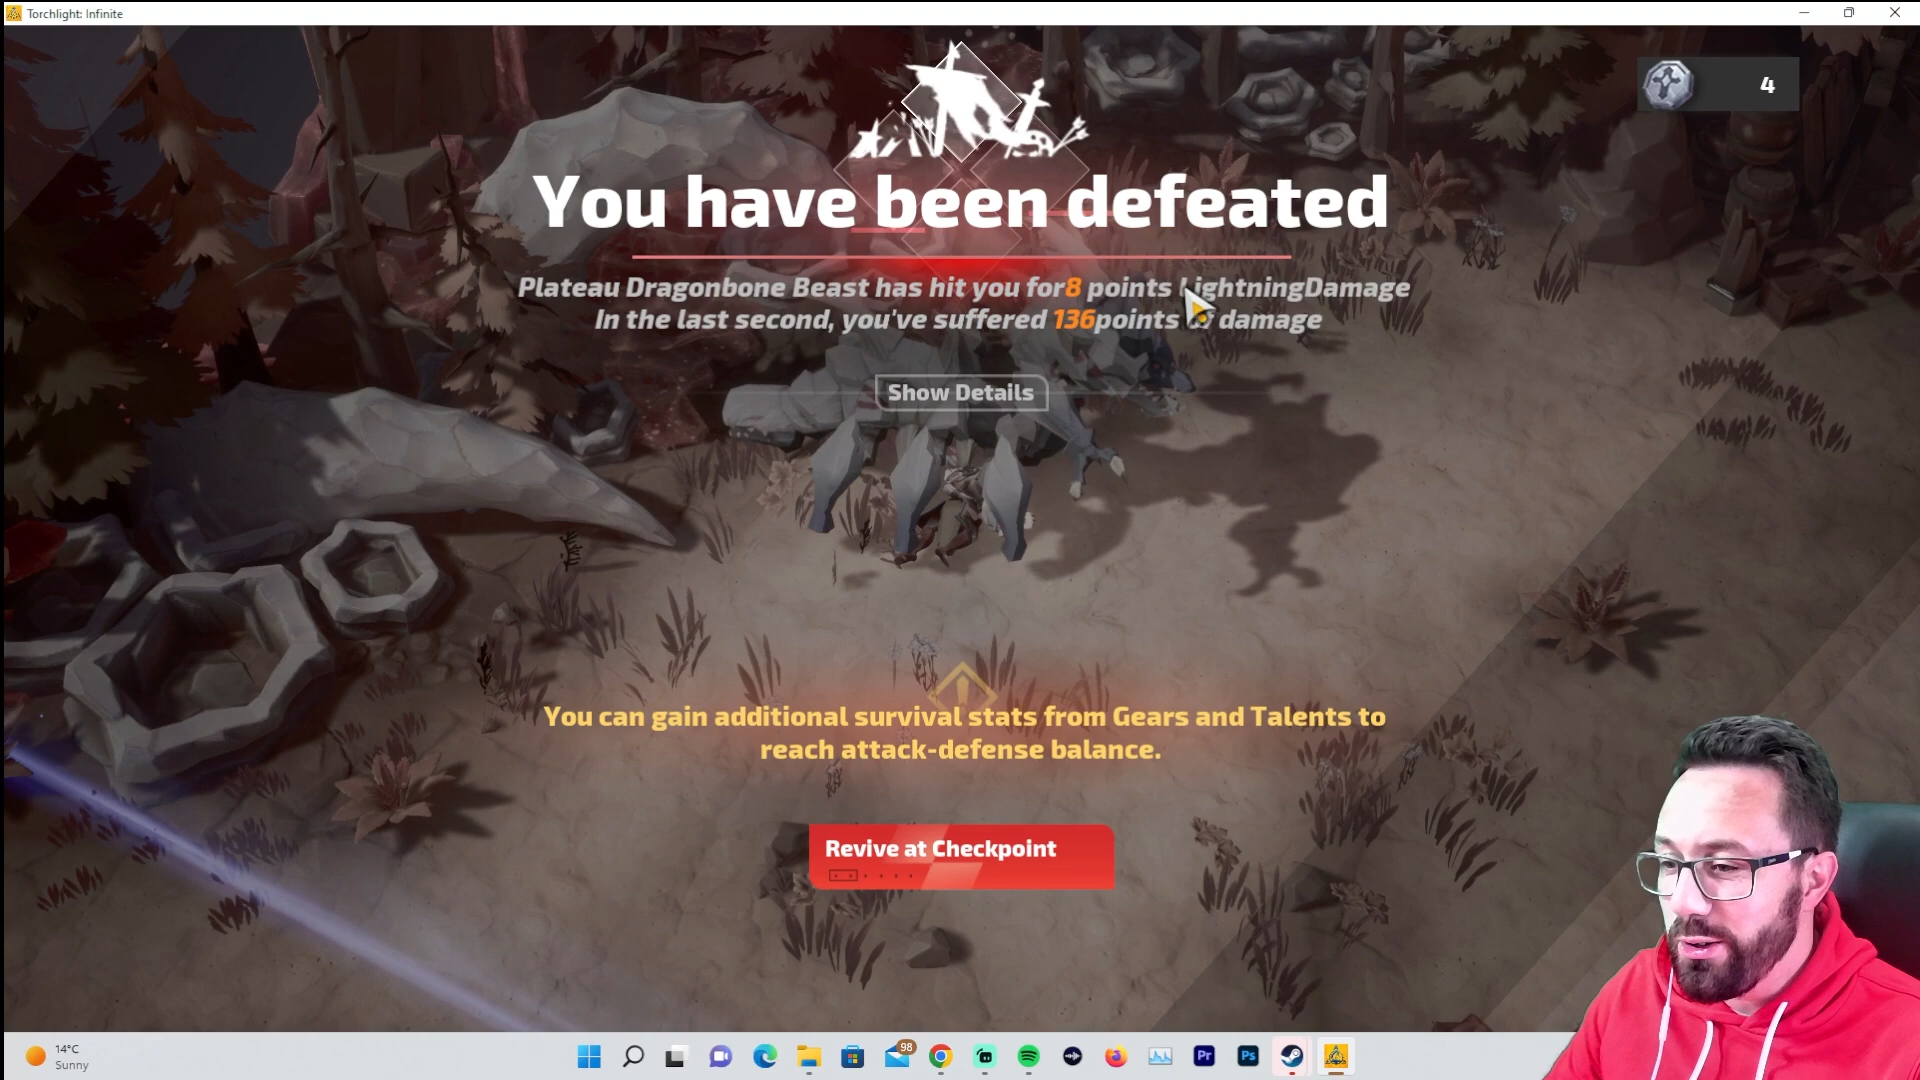 Torchlight: Infinite
4
You have been defeated
Plateau Dragonbone Beast has hit you for8 points LightningDamage
In the last second, you've suffered 136points damage
Show Details
You can gain additional survival stats from Gears and Talents to
reach attack-defense balance.
Revive at Checkpoint
14°C
Sunny
98
Pr
Ps